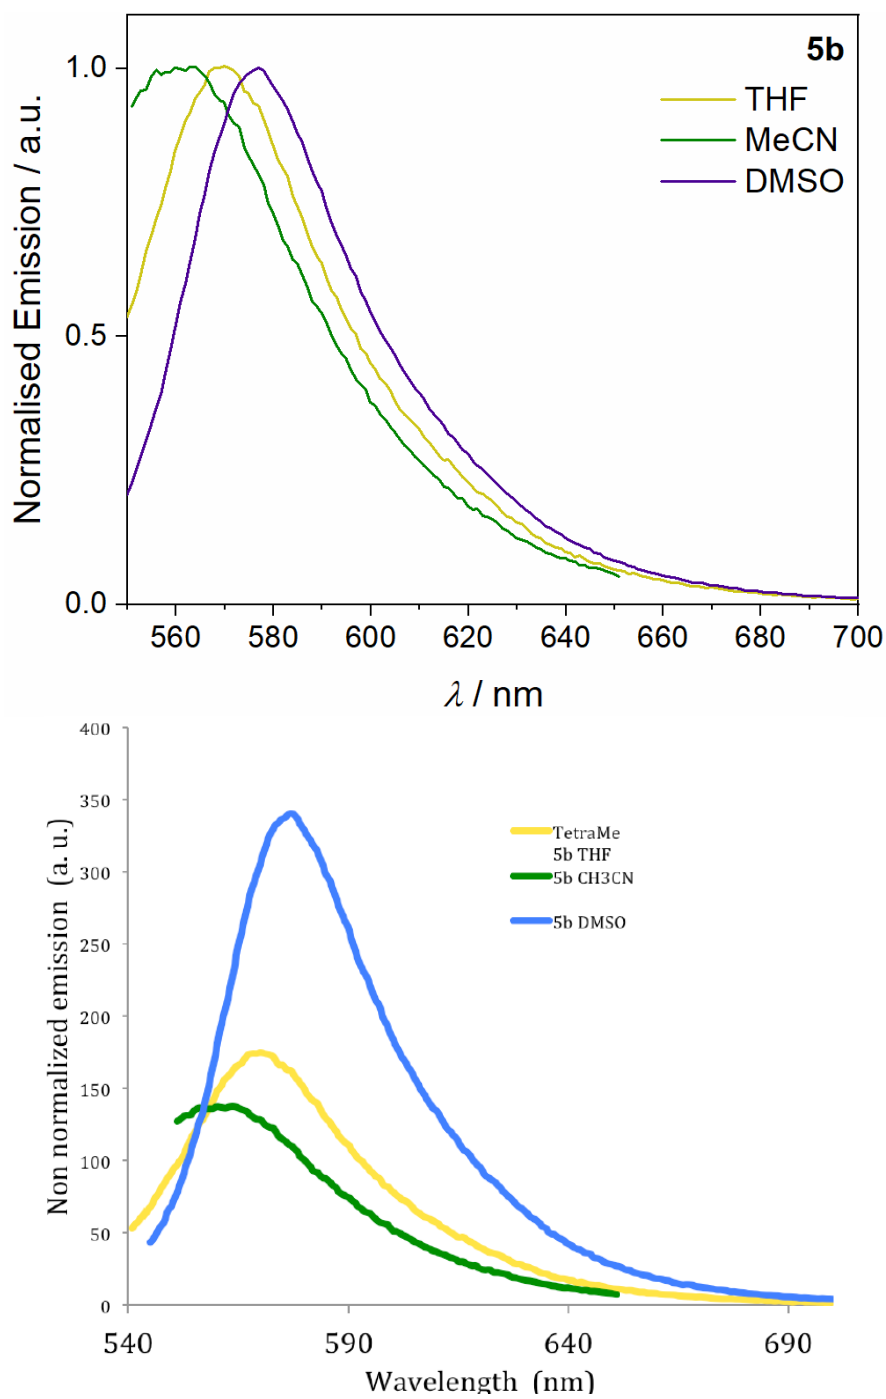 5b
THF
MeCN
DMSO
1.0
0.5
0.0
Normalised Emission / a.u.
560 580 600 620 640 660 680 700
λ / nm
400
350
300
250
200
150
100
50
0
Non normalized emission (a. u.)
TetraMe
5b THF
5b CH3CN
5b DMSO
540 590 640 690
Wavelength (nm)